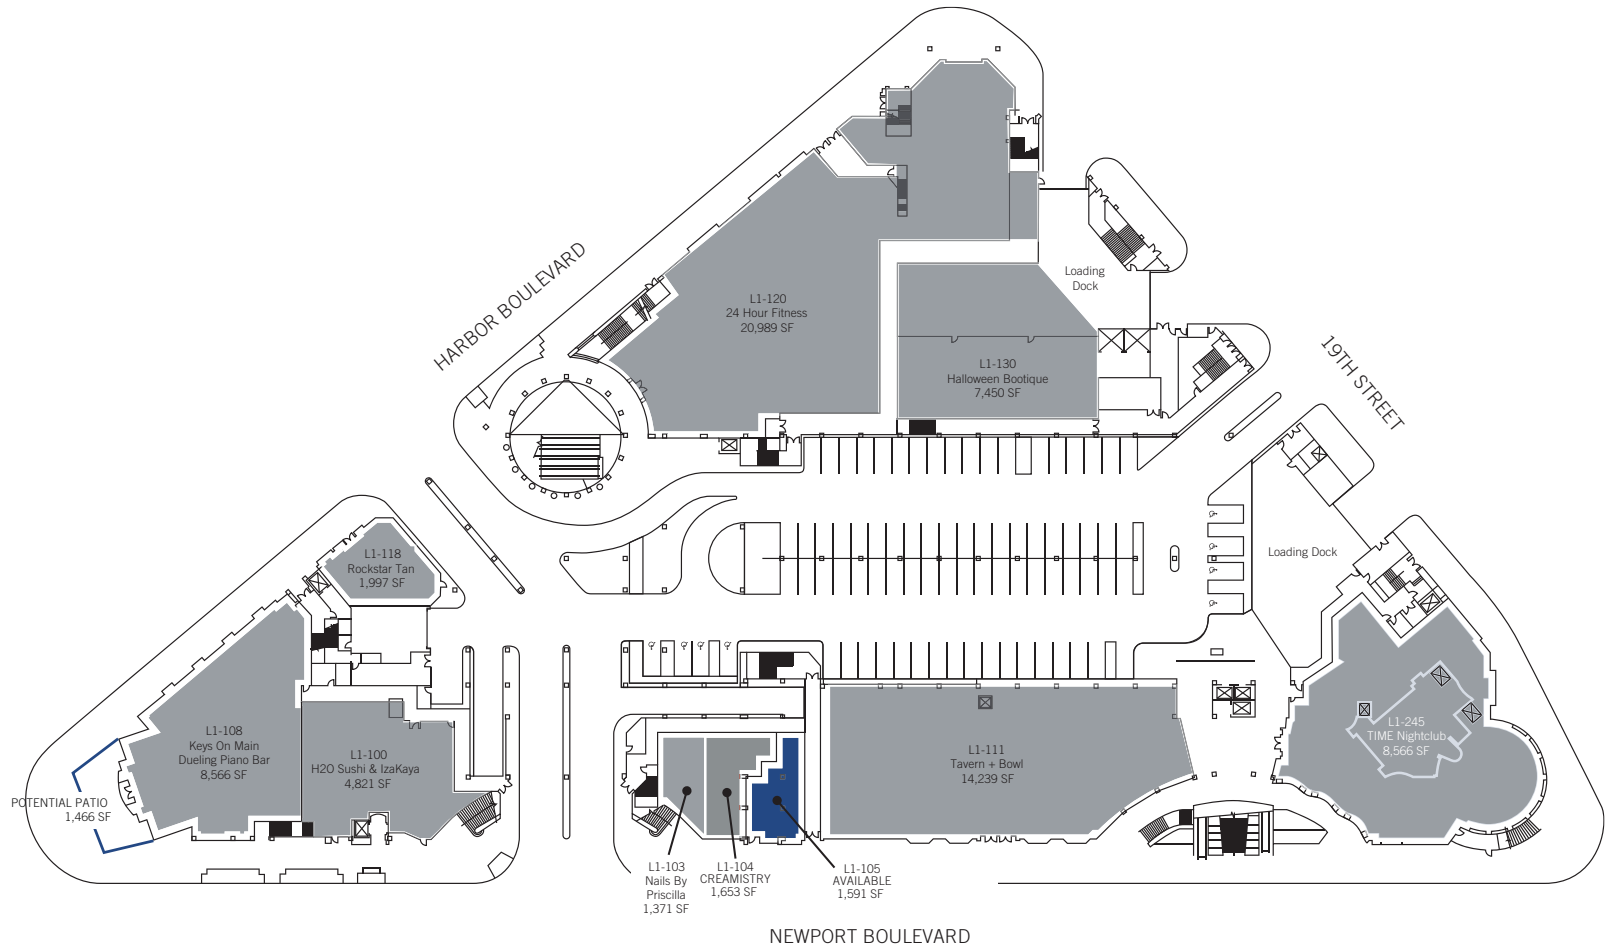 HARBOR BOULEVARD
19TH STREET
Loading
Dock
L1-120
24 Hour Fitness
20,989 SF
L1-130
Halloween Bootique
7,450 SF
Loading Dock
L1-118
Rockstar Tan
1,997 SF
L1-108
Keys On Main
Dueling Piano Bar
8,566 SF
L1-100
H2O Sushi & IzaKaya
4,821 SF
L1-111
Tavern + Bowl
14,239 SF
L1-245
TIME Nightclub
8,566 SF
POTENTIAL PATIO
1,466 SF
L1-103
Nails By
Priscilla
1,371 SF
L1-104
CREAMISTRY
1,653 SF
L1-105
AVAILABLE
1,591 SF
NEWPORT BOULEVARD